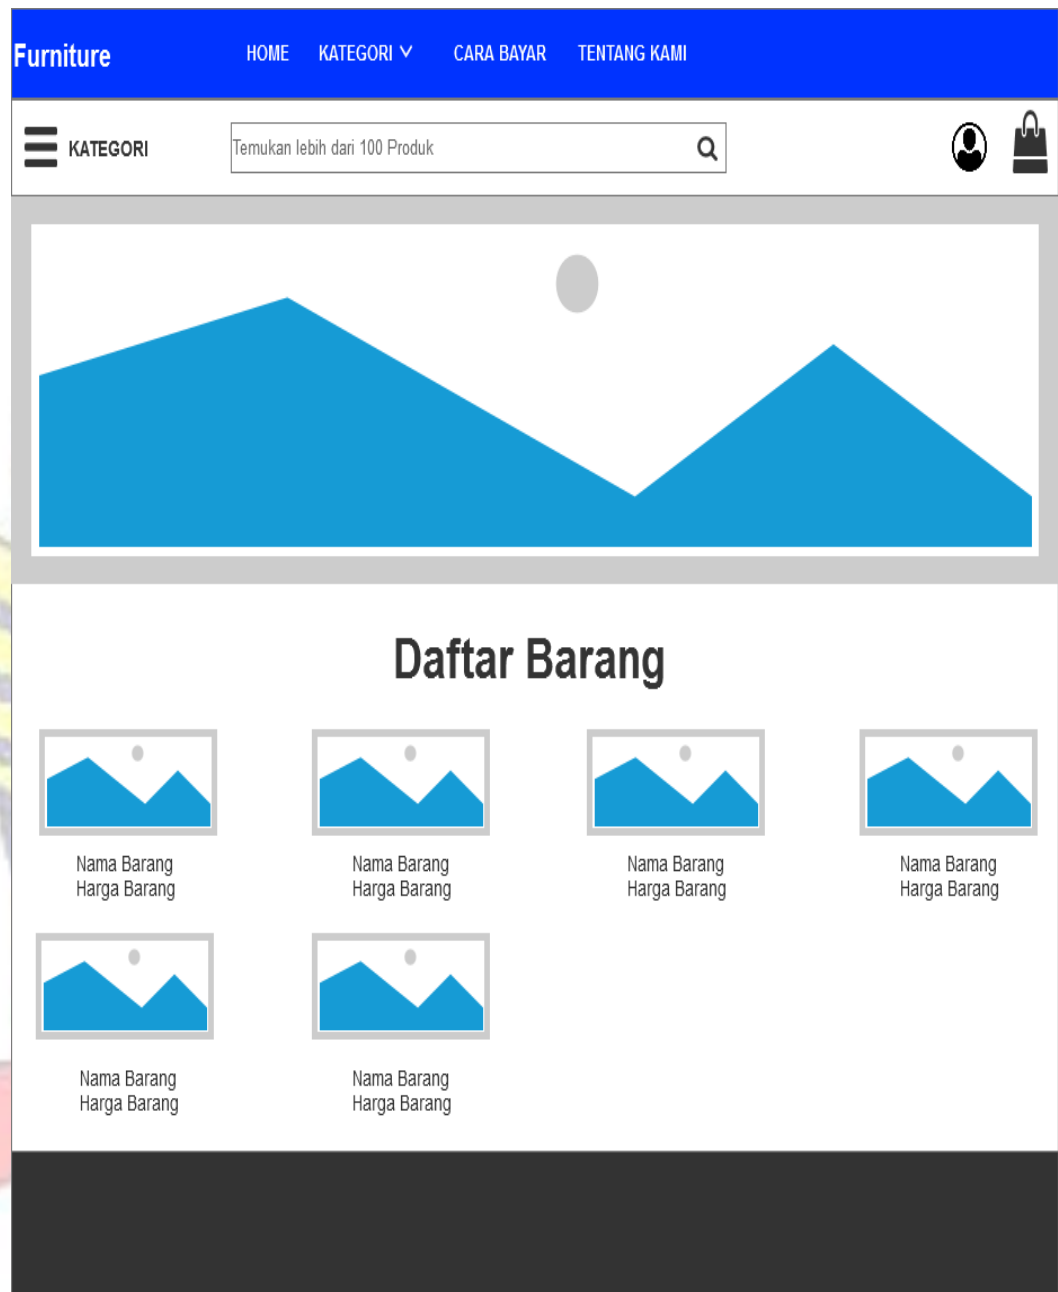 Furniture HOME KATEGORI CARA BAYAR TENTANG KAMI
KATEGORI Temukan lebih dari 100 Produk
Daftar Barang
Nama Barang Nama Barang Nama Barang Nama Barang
Harga Barang Harga Barang Harga Barang Harga Barang
Nama Barang Nama Barang
Harga Barang Harga Barang